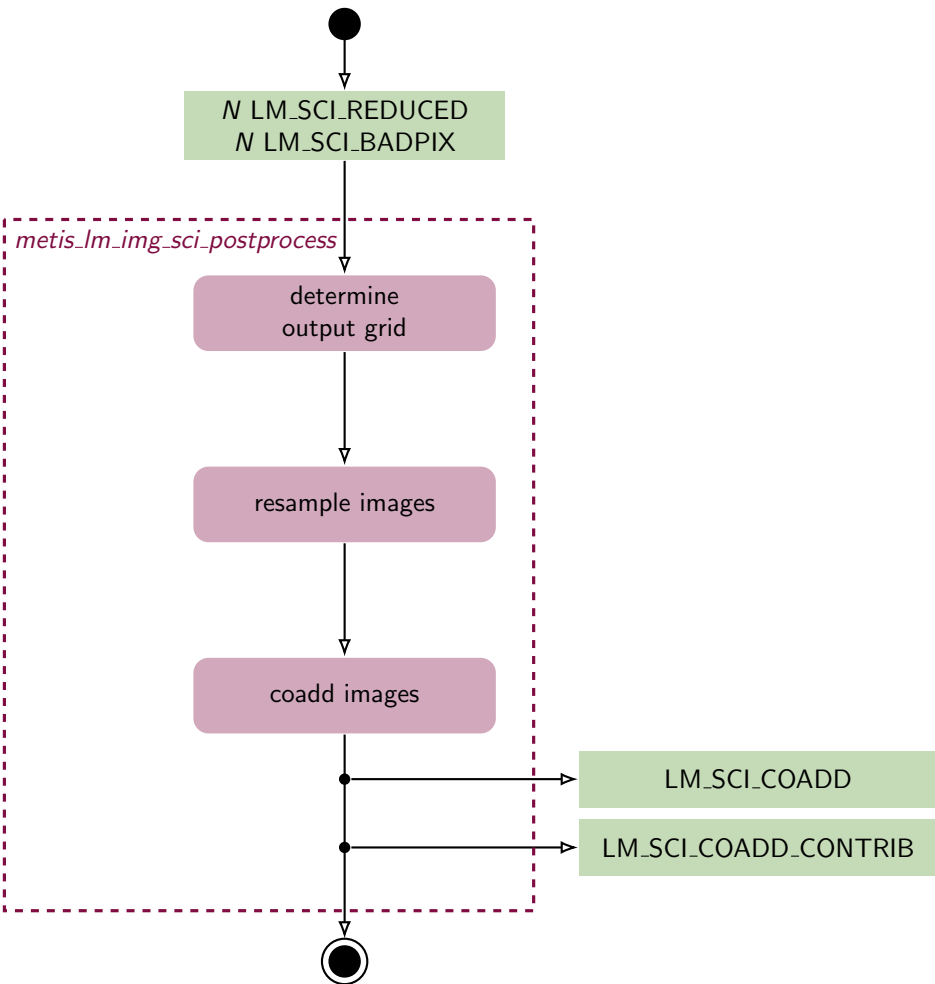 N LM_SCI_REDUCED
N LM_SCI_BADPIX
metis_lm_img_sci_postprocess
determine
output grid
resample images
coadd images
LM_SCI_COADD
LM_SCI_COADD_CONTRIB